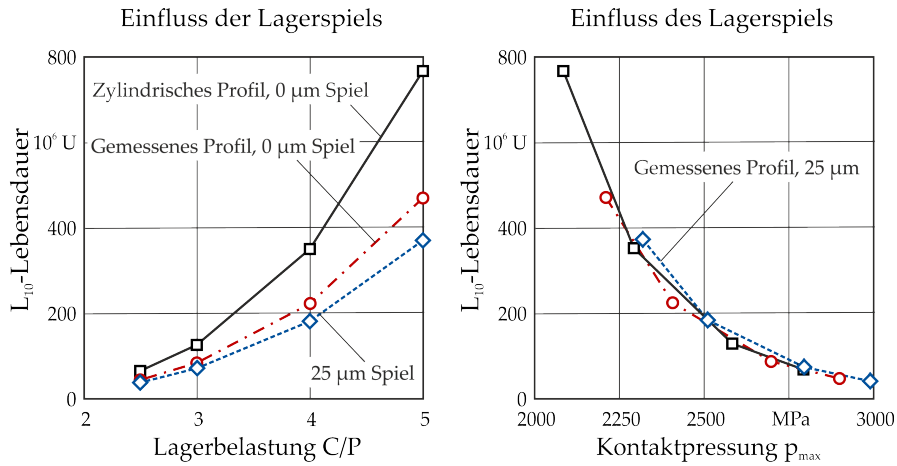 Einfluss der Lagerspiels
800
10⁶ U
400
200
0
L₁₀-Lebensdauer
Zylindrisches Profil, 0 µm Spiel
Gemessenes Profil, 0 µm Spiel
25 µm Spiel
2
3
4
5
Lagerbelastung C/P
Einfluss des Lagerspiels
800
10⁶ U
400
200
0
L₁₀-Lebensdauer
Gemessenes Profil, 25 µm
2000
2250
2500
MPa
3000
Kontaktpressung pₘₐₓ